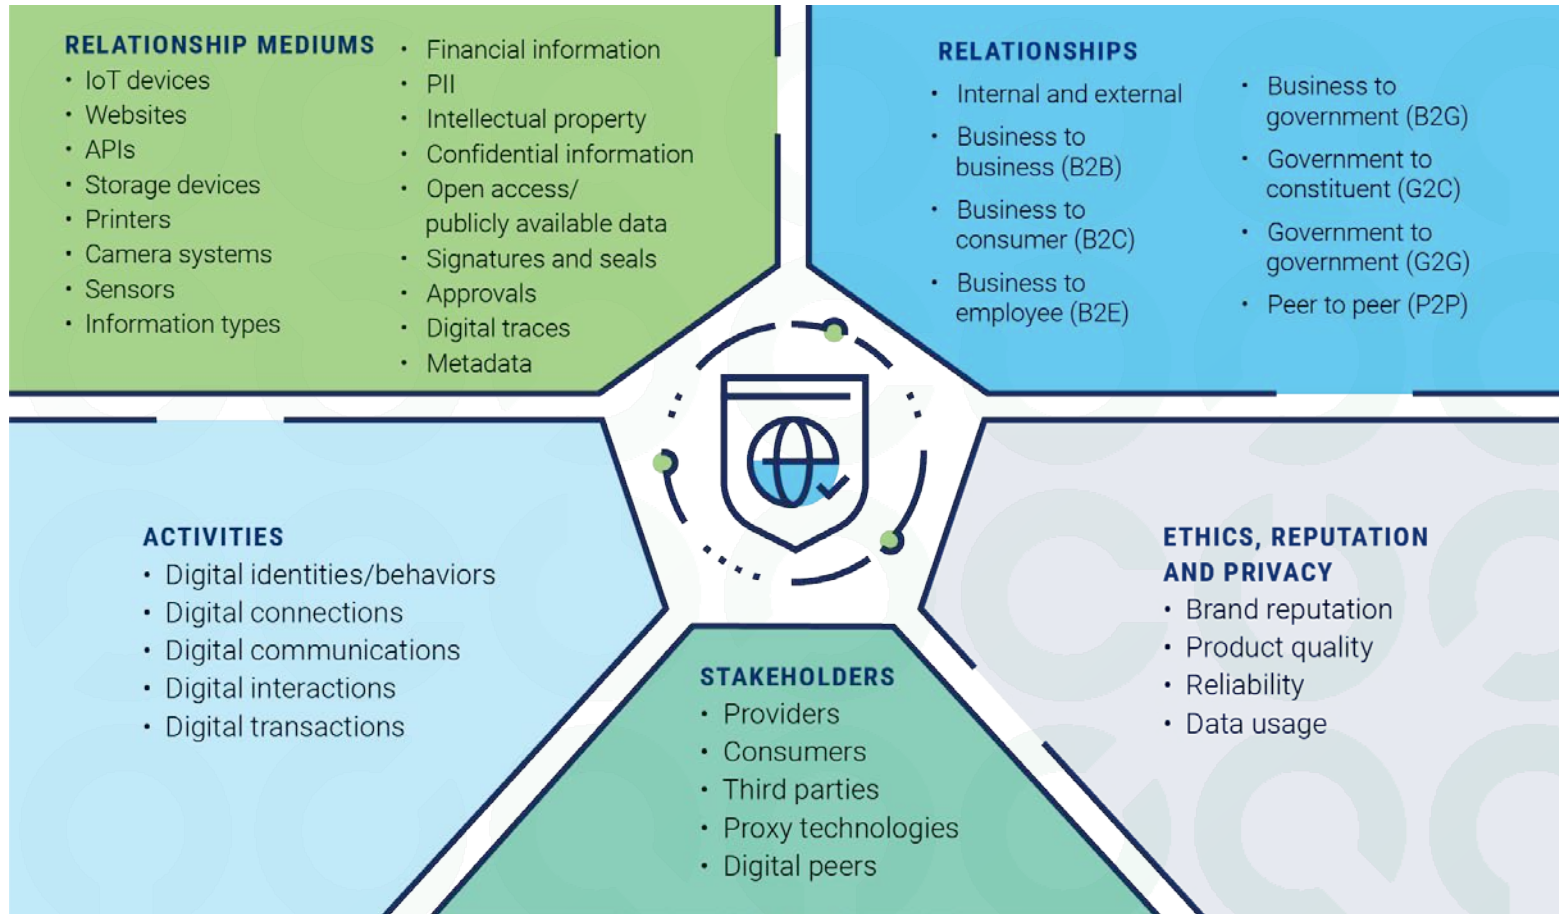 RELATIONSHIP MEDIUMS
• IoT devices
• Websites
• APIs
• Storage devices
• Printers
• Camera systems
• Sensors
• Information types
• Financial information
• PII
• Intellectual property
• Confidential information
• Open access/
publicly available data
• Signatures and seals
• Approvals
• Digital traces
• Metadata
RELATIONSHIPS
• Internal and external
• Business to
business (B2B)
• Business to
consumer (B2C)
• Business to
employee (B2E)
• Business to
government (B2G)
• Government to
constituent (G2C)
• Government to
government (G2G)
• Peer to peer (P2P)
ACTIVITIES
• Digital identities/behaviors
• Digital connections
• Digital communications
• Digital interactions
• Digital transactions
STAKEHOLDERS
• Providers
• Consumers
• Third parties
• Proxy technologies
• Digital peers
ETHICS, REPUTATION
AND PRIVACY
• Brand reputation
• Product quality
• Reliability
• Data usage